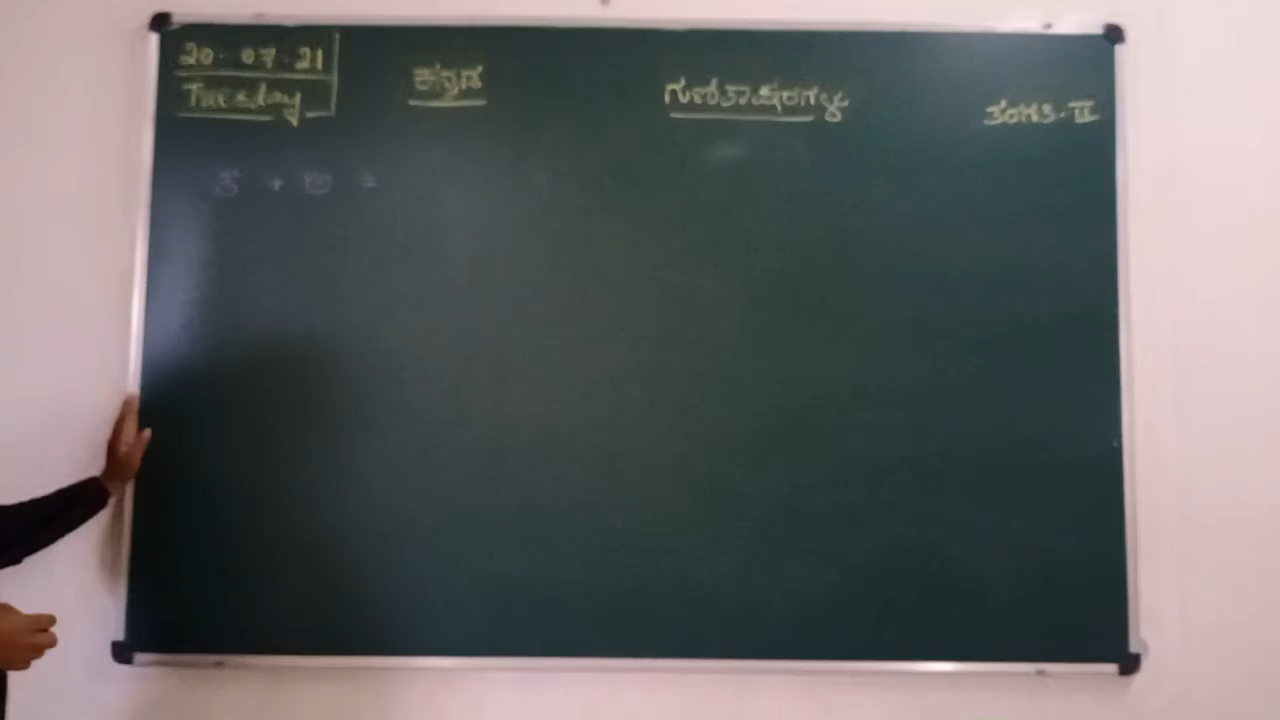 20-07-21
Tuesday
ಕನ್ನಡ
ಗುಣಿತಾಕ್ಷರಗಳು
ತರಗತಿ-II
ಕ್ + ಅ =